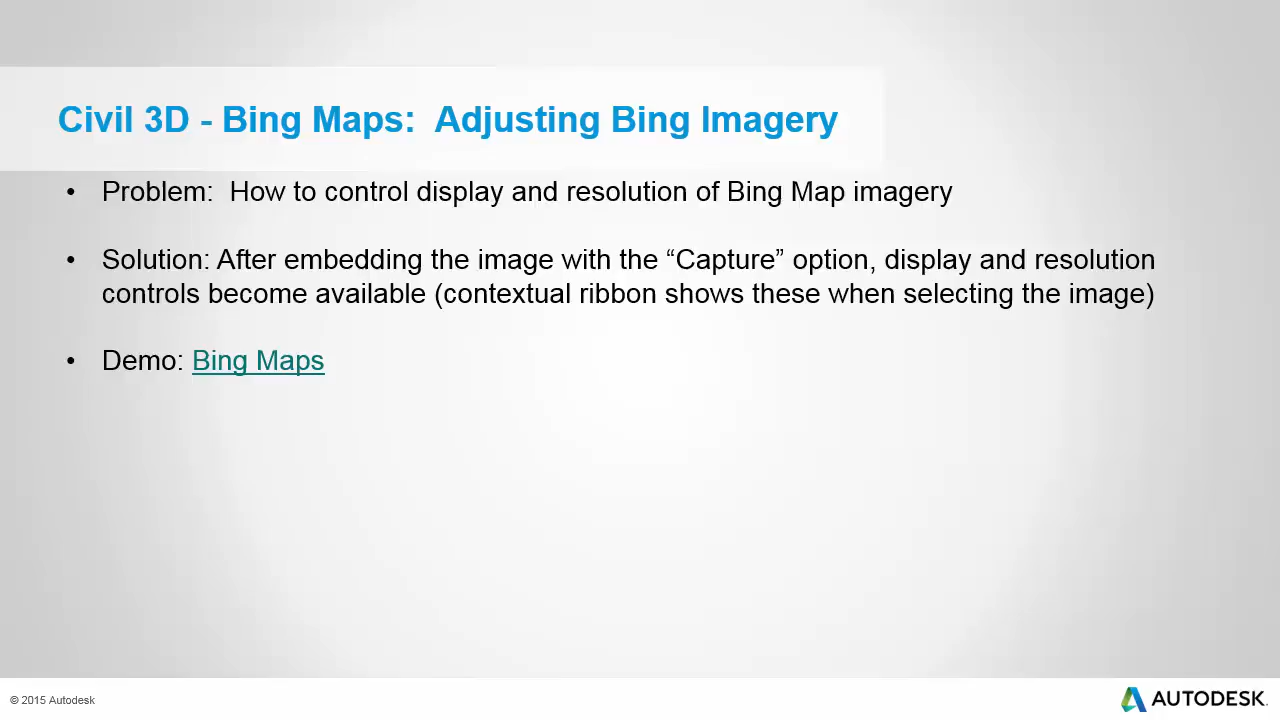 Civil 3D - Bing Maps:  Adjusting Bing Imagery
• Problem:  How to control display and resolution of Bing Map imagery
• Solution: After embedding the image with the “Capture” option, display and resolution
controls become available (contextual ribbon shows these when selecting the image)
• Demo: Bing Maps
© 2015 Autodesk
AUTODESK.